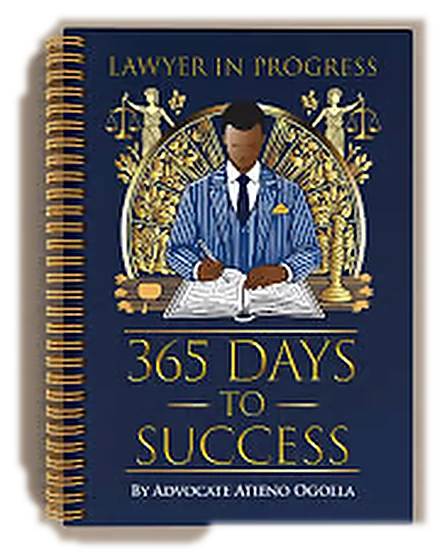 LAWYER IN PROGRESS
365 DAYS
TO
SUCCESS
BY ADVOCATE ATIENO OGOLLA